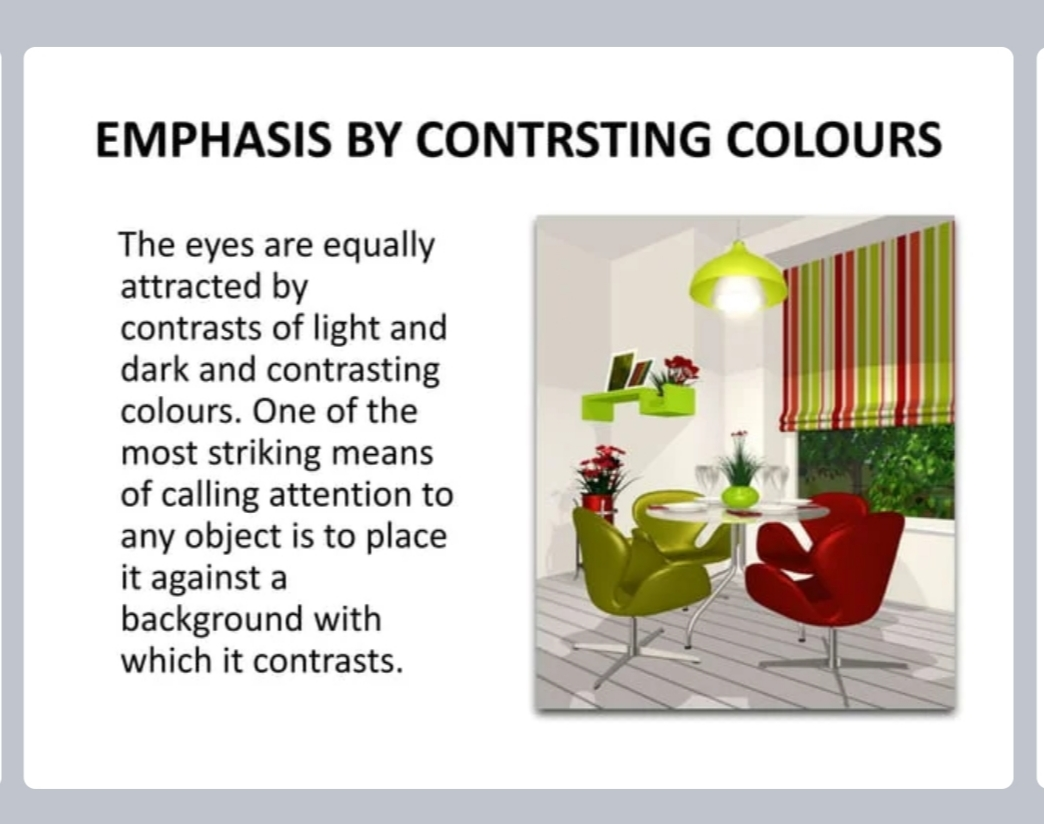 EMPHASIS BY CONTRSTING COLOURS
The eyes are equally
attracted by
contrasts of light and
dark and contrasting
colours. One of the
most striking means
of calling attention to
any object is to place
it against a
background with
which it contrasts.